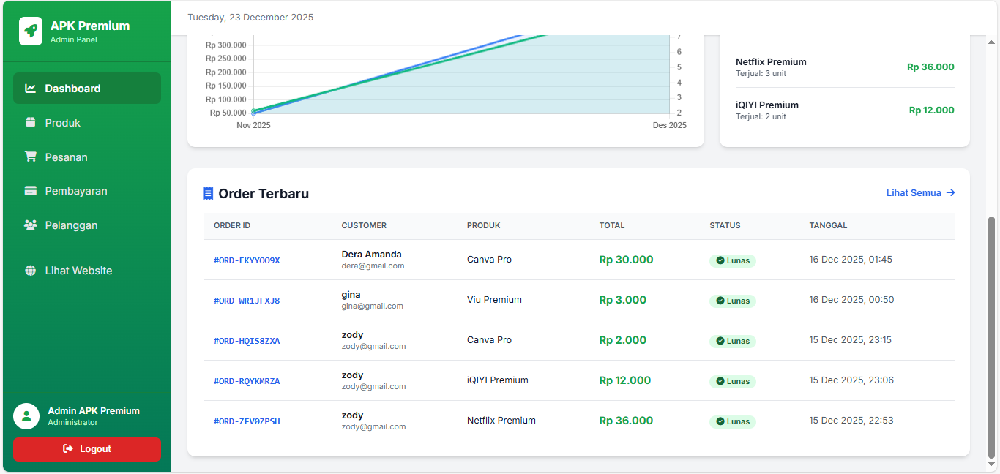 APK Premium
Admin Panel
Dashboard
Produk
Pesanan
Pembayaran
Pelanggan
Lihat Website
Admin APK Premium
Administrator
Logout
Tuesday, 23 December 2025
Rp 300.000
Rp 250.000
Rp 200.000
Rp 150.000
Rp 100.000
Rp 50.000
7
6
5
4
3
2
Nov 2025 Des 2025
Netflix Premium
Terjual: 3 unit
Rp 36.000
iQIYI Premium
Terjual: 2 unit
Rp 12.000
Order Terbaru
Lihat Semua →
ORDER ID CUSTOMER PRODUK TOTAL STATUS TANGGAL
#ORD-EKYYOO9X Dera Amanda Canva Pro Rp 30.000 Lunas 16 Dec 2025, 01:45
dera@gmail.com
#ORD-WR1JFXJ8 gina Viu Premium Rp 3.000 Lunas 16 Dec 2025, 00:50
gina@gmail.com
#ORD-HQIS8ZXA zody Canva Pro Rp 2.000 Lunas 15 Dec 2025, 23:15
zody@gmail.com
#ORD-RQYKMRZA zody iQIYI Premium Rp 12.000 Lunas 15 Dec 2025, 23:06
zody@gmail.com
#ORD-ZFV0ZPSH zody Netflix Premium Rp 36.000 Lunas 15 Dec 2025, 22:53
zody@gmail.com